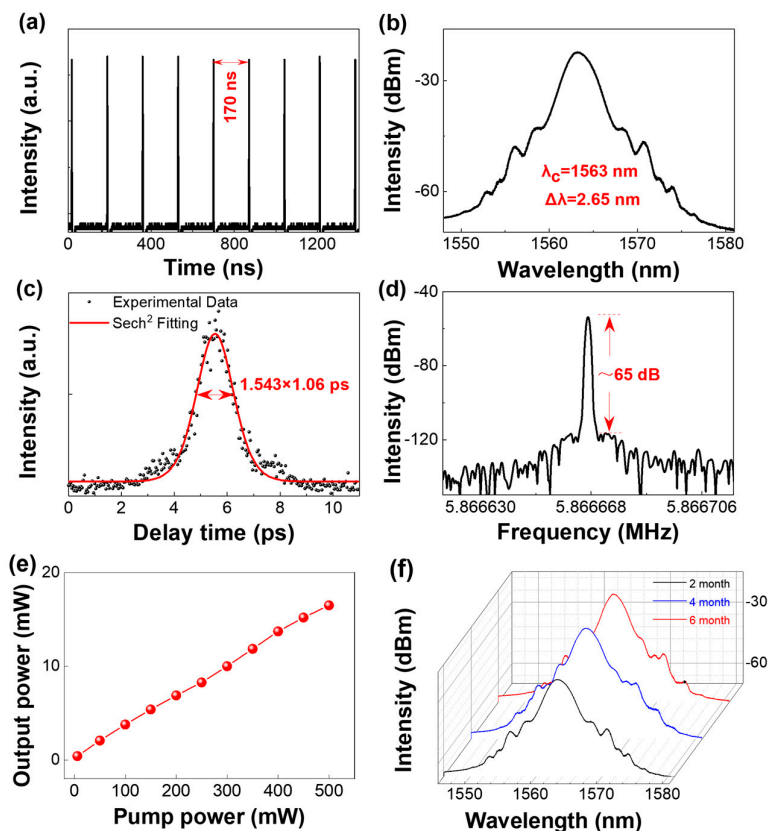 (a)
Intensity (a.u.)
170 ns
0 400 800 1200
Time (ns)
(b)
Intensity (dBm)
-30
-60
λc=1563 nm
Δλ=2.65 nm
1550 1560 1570 1580
Wavelength (nm)
(c)
Intensity (a.u.)
Experimental Data
Sech² Fitting
1.543×1.06 ps
0 2 4 6 8 10
Delay time (ps)
(d)
Intensity (dBm)
-40
-80
-120
~65 dB
5.866630 5.866668 5.866706
Frequency (MHz)
(e)
Output power (mW)
20
10
0
0 100 200 300 400 500
Pump power (mW)
(f)
Intensity (dBm)
2 month
4 month
6 month
-30
-60
1550 1560 1570 1580
Wavelength (nm)